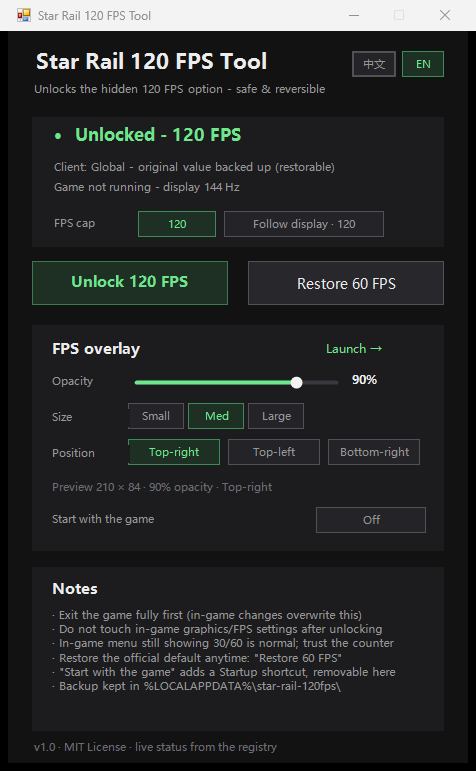 Star Rail 120 FPS Tool
Star Rail 120 FPS Tool
中文
EN
Unlocks the hidden 120 FPS option - safe & reversible
• Unlocked - 120 FPS
Client: Global - original value backed up (restorable)
Game not running - display 144 Hz
FPS cap
120
Follow display · 120
Unlock 120 FPS
Restore 60 FPS
FPS overlay
Launch →
Opacity
90%
Size
Small
Med
Large
Position
Top-right
Top-left
Bottom-right
Preview 210 × 84 · 90% opacity · Top-right
Start with the game
Off
Notes
· Exit the game fully first (in-game changes overwrite this)
· Do not touch in-game graphics/FPS settings after unlocking
· In-game menu still showing 30/60 is normal; trust the counter
· Restore the official default anytime: "Restore 60 FPS"
· "Start with the game" adds a Startup shortcut, removable here
· Backup kept in %LOCALAPPDATA%\star-rail-120fps\
v1.0 · MIT License - live status from the registry